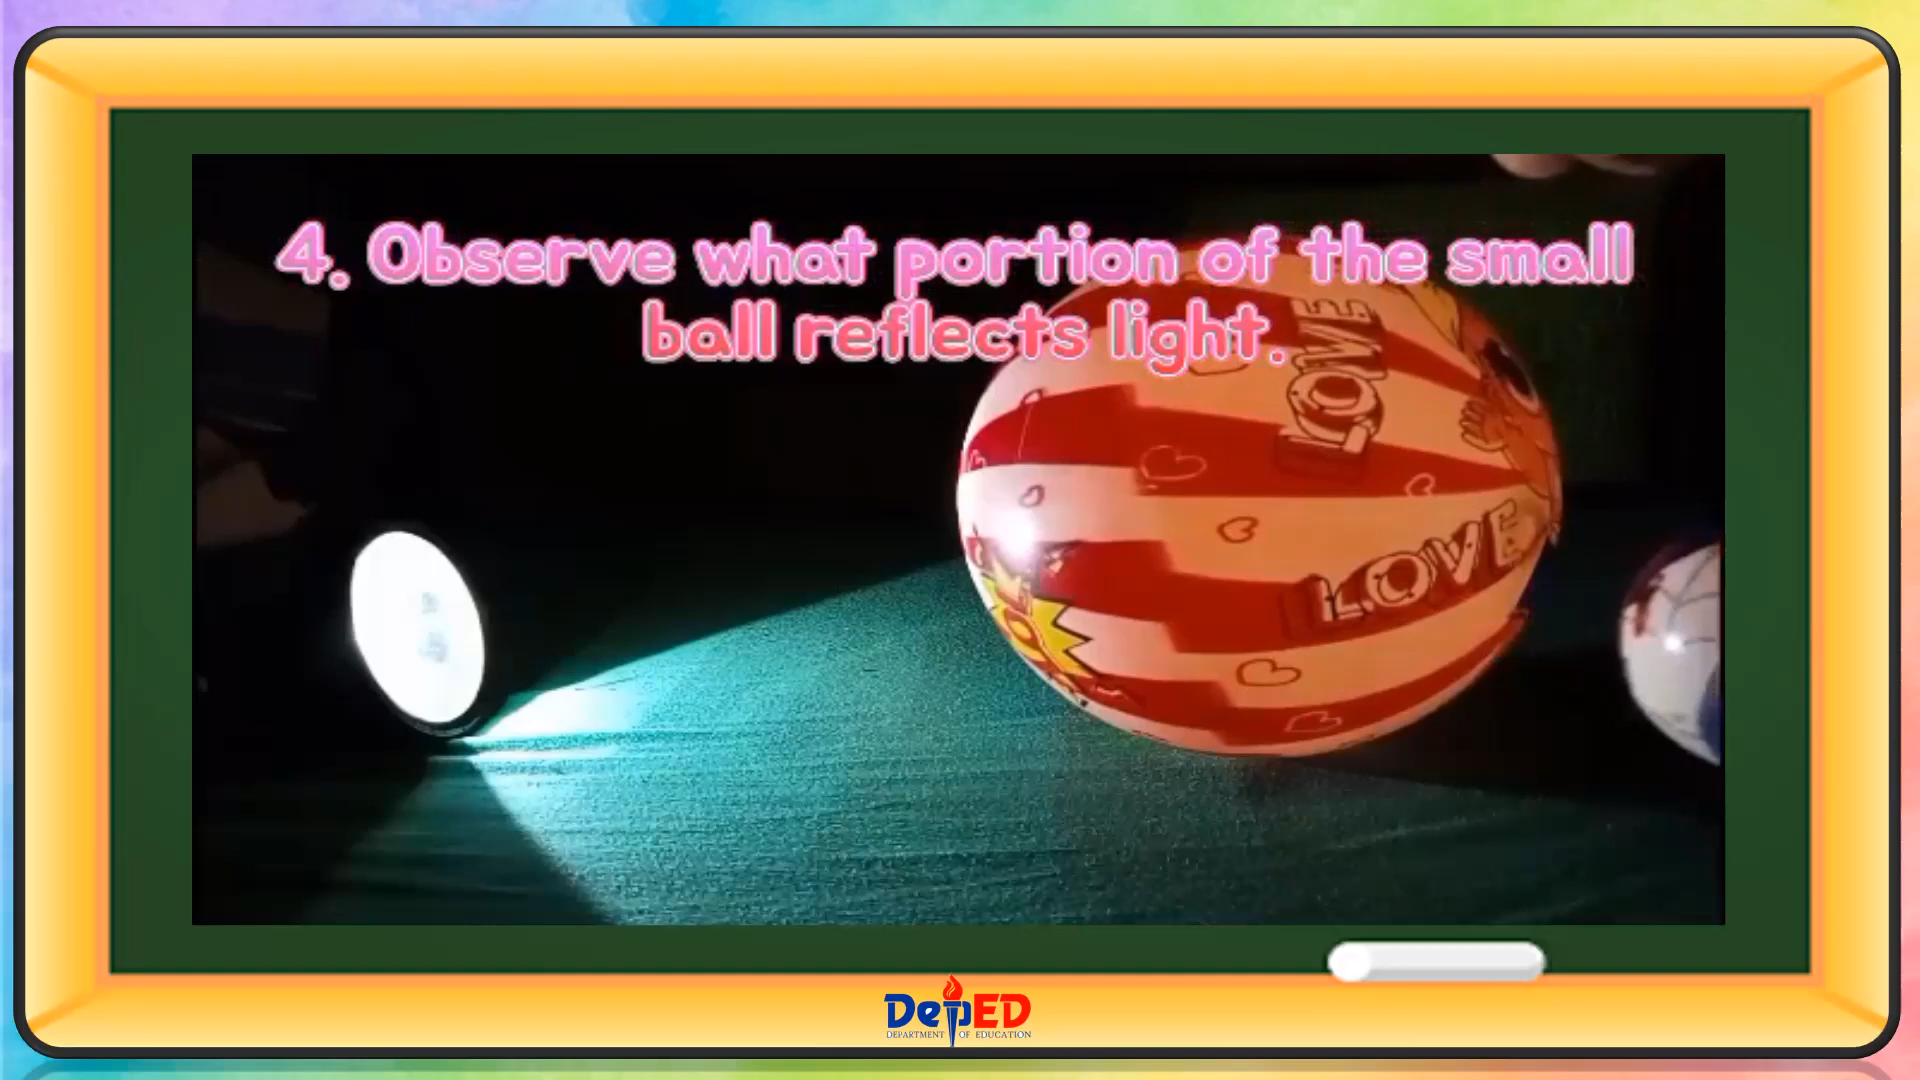 4. Observe what portion of the small
ball reflects light.
LOVE
LOVE
DepED
DEPARTMENT OF EDUCATION